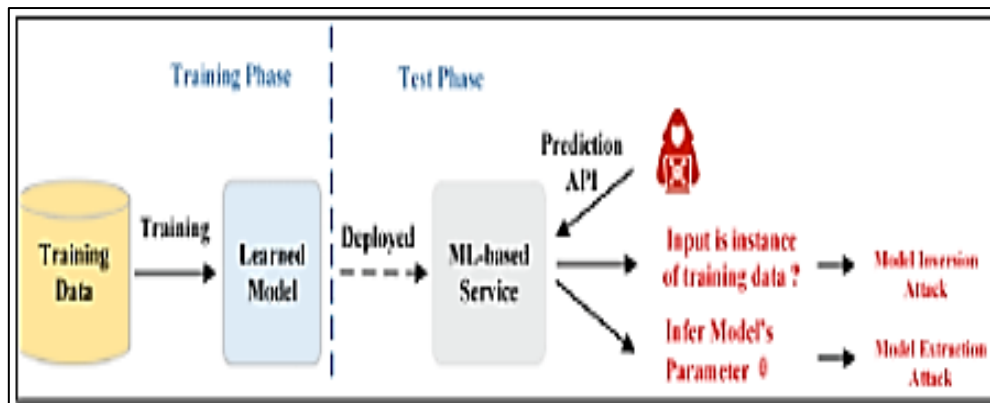 Training Phase
Test Phase
Prediction
API
Training
Data
Training
Learned
Model
Deployed
ML-based
Service
Input is instance
of training data ?
Model Inversion
Attack
Infer Model's
Parameter θ
Model Extraction
Attack